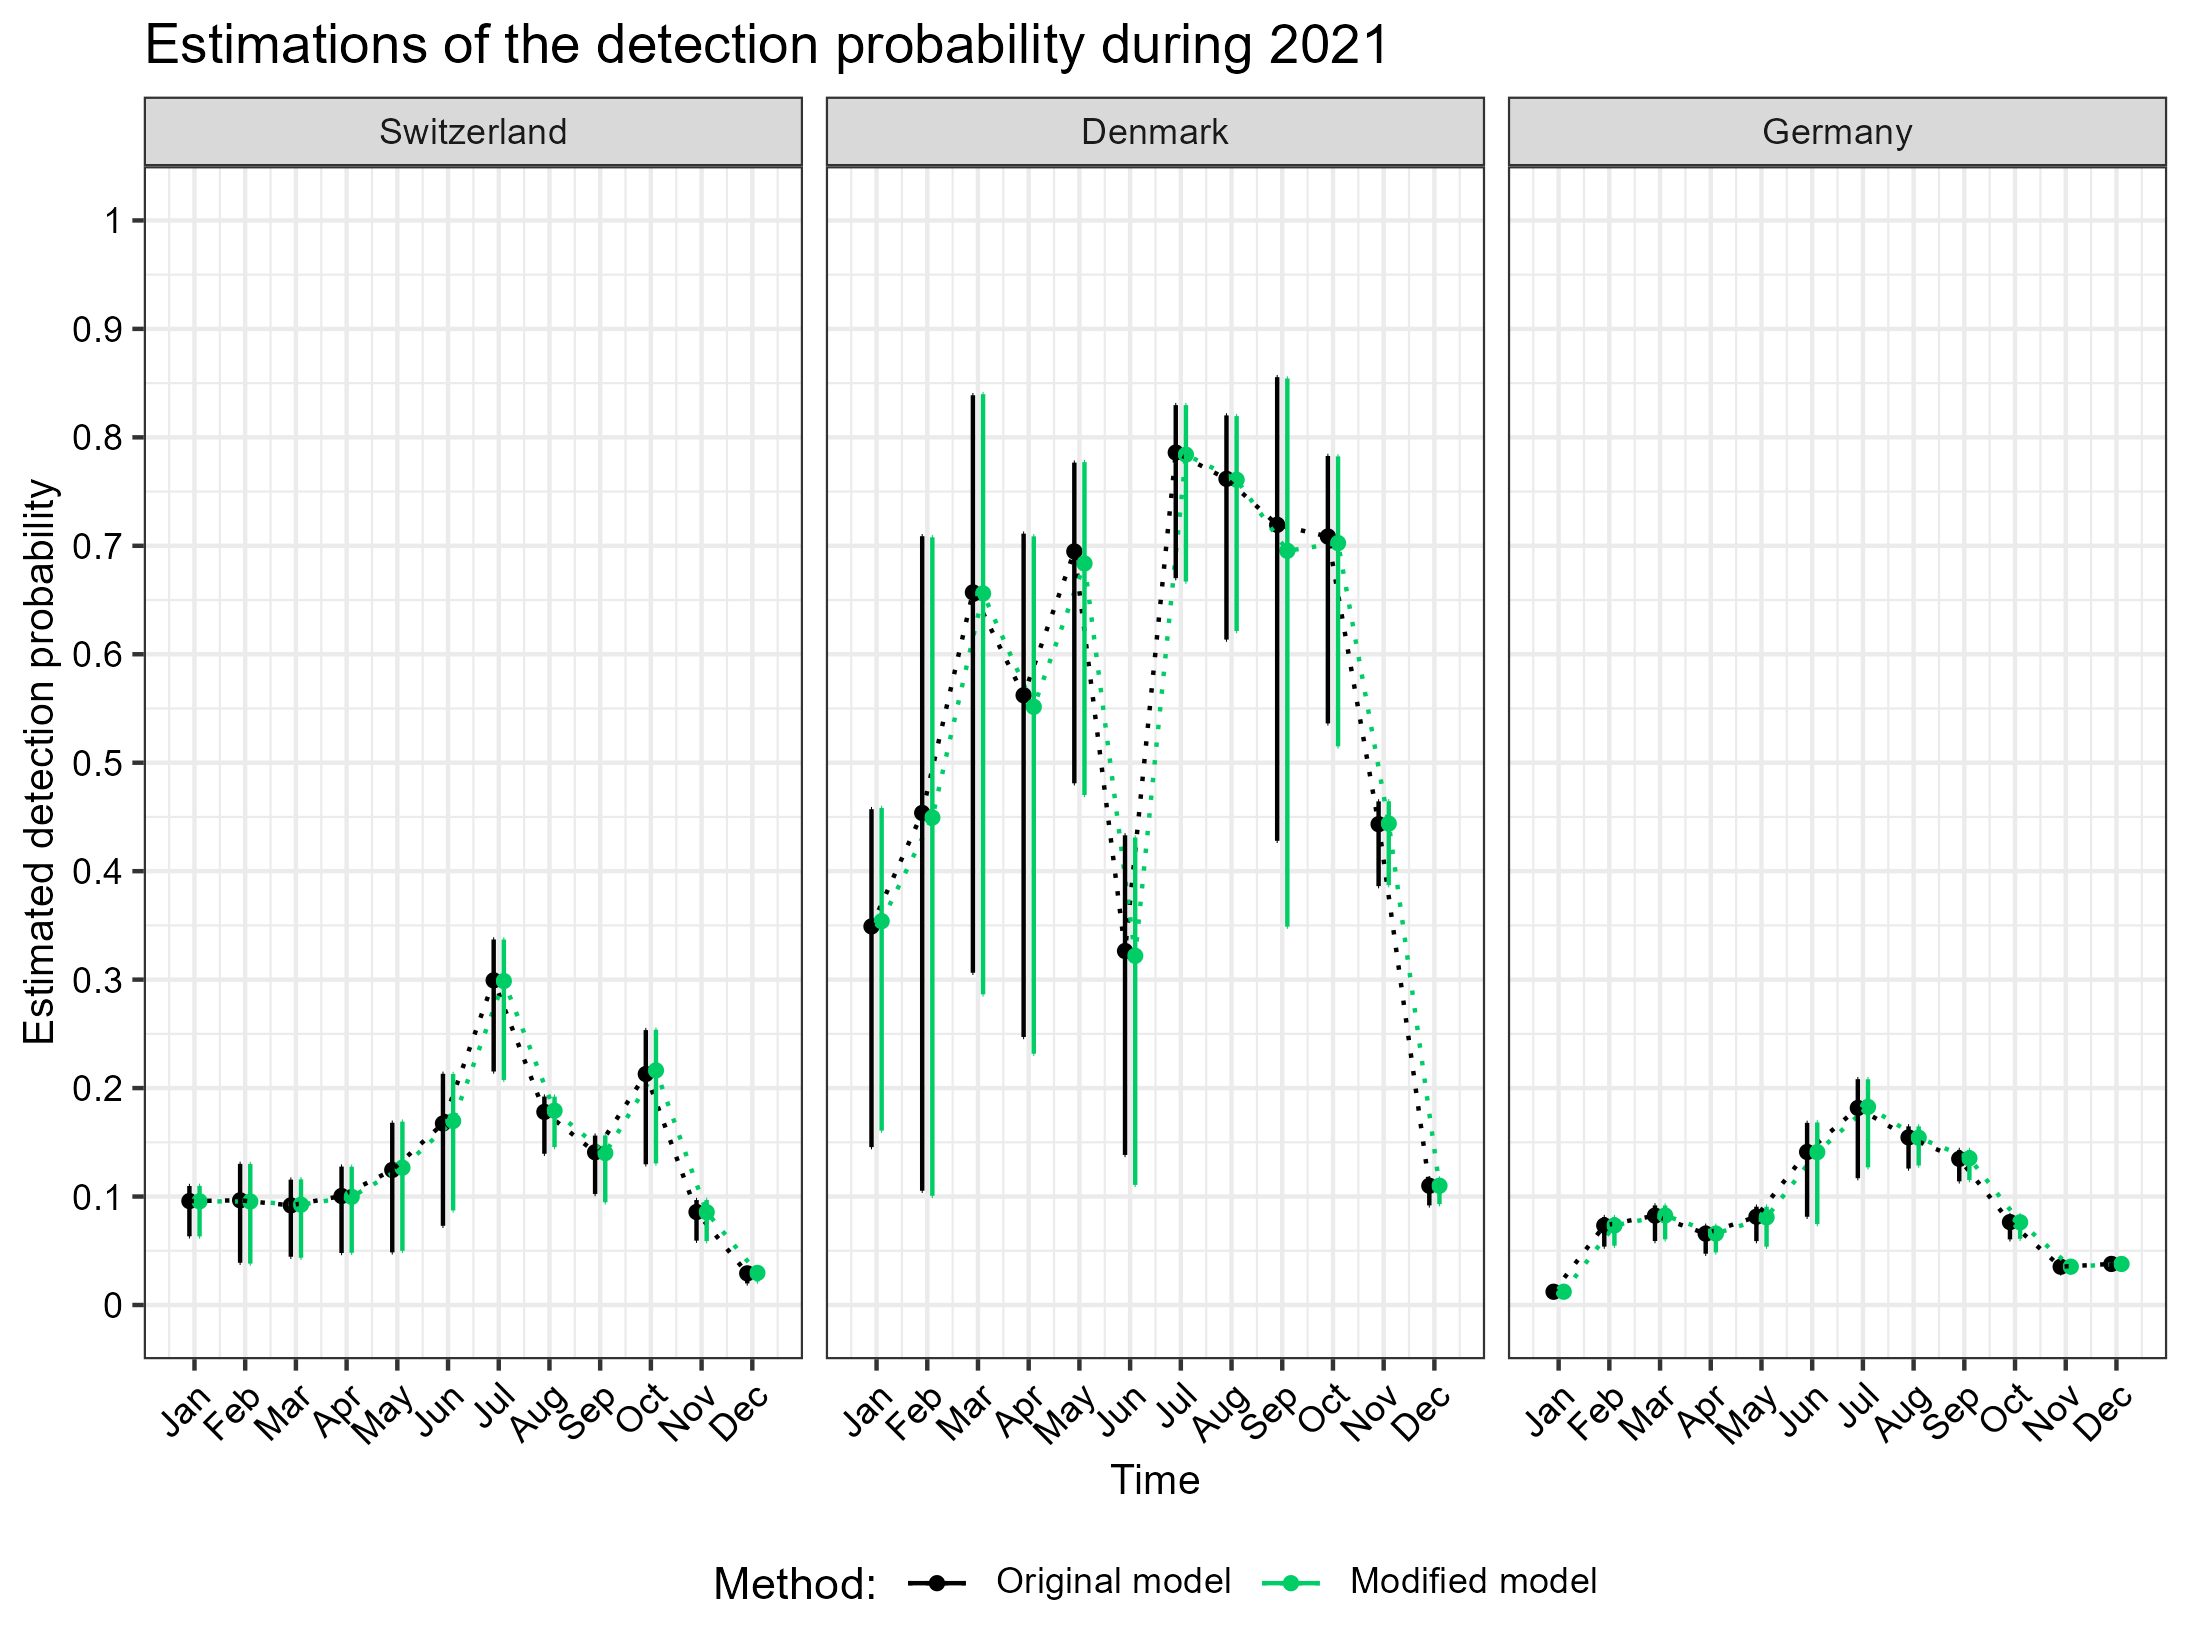 Estimations of the detection probability during 2021
Switzerland
Denmark
Germany
Estimated detection probability
1
0.9
0.8
0.7
0.6
0.5
0.4
0.3
0.2
0.1
0
Jan Feb Mar Apr May Jun Jul Aug Sep Oct Nov Dec
Jan Feb Mar Apr May Jun Jul Aug Sep Oct Nov Dec
Jan Feb Mar Apr May Jun Jul Aug Sep Oct Nov Dec
Time
Method: Original model Modified model